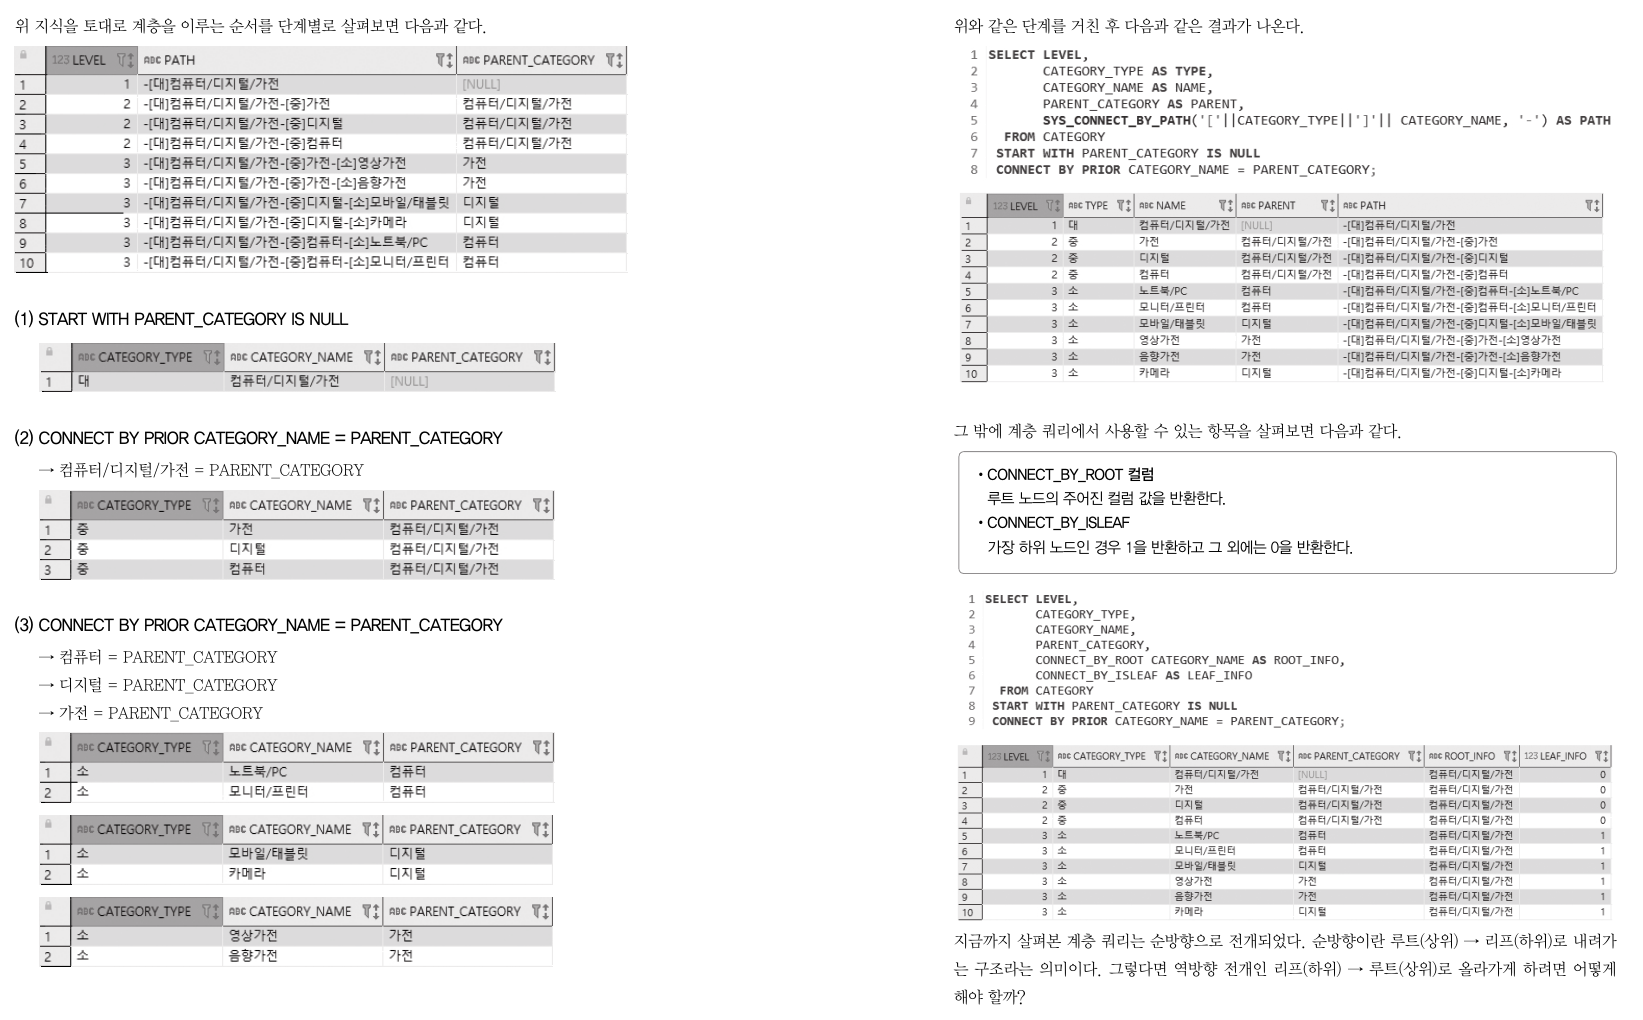 위 지식을 토대로 계층을 이루는 순서를 단계별로 살펴보면 다음과 같다.
123 LEVEL ABC PATH ABC PARENT_CATEGORY
1 1 -[대]컴퓨터/디지털/가전 [NULL]
2 2 -[대]컴퓨터/디지털/가전-[중]가전 컴퓨터/디지털/가전
3 2 -[대]컴퓨터/디지털/가전-[중]디지털 컴퓨터/디지털/가전
4 2 -[대]컴퓨터/디지털/가전-[중]컴퓨터 컴퓨터/디지털/가전
5 3 -[대]컴퓨터/디지털/가전-[중]가전-[소]영상가전 가전
6 3 -[대]컴퓨터/디지털/가전-[중]가전-[소]음향가전 가전
7 3 -[대]컴퓨터/디지털/가전-[중]디지털-[소]모바일/태블릿 디지털
8 3 -[대]컴퓨터/디지털/가전-[중]디지털-[소]카메라 디지털
9 3 -[대]컴퓨터/디지털/가전-[중]컴퓨터-[소]노트북/PC 컴퓨터
10 3 -[대]컴퓨터/디지털/가전-[중]컴퓨터-[소]모니터/프린터 컴퓨터
(1) START WITH PARENT_CATEGORY IS NULL
ABC CATEGORY_TYPE ABC CATEGORY_NAME ABC PARENT_CATEGORY
1 대 컴퓨터/디지털/가전 [NULL]
(2) CONNECT BY PRIOR CATEGORY_NAME = PARENT_CATEGORY
→ 컴퓨터/디지털/가전 = PARENT_CATEGORY
ABC CATEGORY_TYPE ABC CATEGORY_NAME ABC PARENT_CATEGORY
1 중 가전 컴퓨터/디지털/가전
2 중 디지털 컴퓨터/디지털/가전
3 중 컴퓨터 컴퓨터/디지털/가전
(3) CONNECT BY PRIOR CATEGORY_NAME = PARENT_CATEGORY
→ 컴퓨터 = PARENT_CATEGORY
→ 디지털 = PARENT_CATEGORY
→ 가전 = PARENT_CATEGORY
ABC CATEGORY_TYPE ABC CATEGORY_NAME ABC PARENT_CATEGORY
1 소 노트북/PC 컴퓨터
2 소 모니터/프린터 컴퓨터
ABC CATEGORY_TYPE ABC CATEGORY_NAME ABC PARENT_CATEGORY
1 소 모바일/태블릿 디지털
2 소 카메라 디지털
ABC CATEGORY_TYPE ABC CATEGORY_NAME ABC PARENT_CATEGORY
1 소 영상가전 가전
2 소 음향가전 가전
위와 같은 단계를 거친 후 다음과 같은 결과가 나온다.
1 SELECT LEVEL,
2 CATEGORY_TYPE AS TYPE,
3 CATEGORY_NAME AS NAME,
4 PARENT_CATEGORY AS PARENT,
5 SYS_CONNECT_BY_PATH('['||CATEGORY_TYPE||']'|| CATEGORY_NAME, '-') AS PATH
6 FROM CATEGORY
7 START WITH PARENT_CATEGORY IS NULL
8 CONNECT BY PRIOR CATEGORY_NAME = PARENT_CATEGORY;
123 LEVEL ABC TYPE ABC NAME ABC PARENT ABC PATH
1 1 대 컴퓨터/디지털/가전 [NULL] -[대]컴퓨터/디지털/가전
2 2 중 가전 컴퓨터/디지털/가전 -[대]컴퓨터/디지털/가전-[중]가전
3 2 중 디지털 컴퓨터/디지털/가전 -[대]컴퓨터/디지털/가전-[중]디지털
4 2 중 컴퓨터 컴퓨터/디지털/가전 -[대]컴퓨터/디지털/가전-[중]컴퓨터
5 3 소 노트북/PC 컴퓨터 -[대]컴퓨터/디지털/가전-[중]컴퓨터-[소]노트북/PC
6 3 소 모니터/프린터 컴퓨터 -[대]컴퓨터/디지털/가전-[중]컴퓨터-[소]모니터/프린터
7 3 소 모바일/태블릿 디지털 -[대]컴퓨터/디지털/가전-[중]디지털-[소]모바일/태블릿
8 3 소 영상가전 가전 -[대]컴퓨터/디지털/가전-[중]가전-[소]영상가전
9 3 소 음향가전 가전 -[대]컴퓨터/디지털/가전-[중]가전-[소]음향가전
10 3 소 카메라 디지털 -[대]컴퓨터/디지털/가전-[중]디지털-[소]카메라
그 밖에 계층 쿼리에서 사용할 수 있는 항목을 살펴보면 다음과 같다.
• CONNECT_BY_ROOT 컬럼
루트 노드의 주어진 컬럼 값을 반환한다.
• CONNECT_BY_ISLEAF
가장 하위 노드인 경우 1을 반환하고 그 외에는 0을 반환한다.
1 SELECT LEVEL,
2 CATEGORY_TYPE,
3 CATEGORY_NAME,
4 PARENT_CATEGORY,
5 CONNECT_BY_ROOT CATEGORY_NAME AS ROOT_INFO,
6 CONNECT_BY_ISLEAF AS LEAF_INFO
7 FROM CATEGORY
8 START WITH PARENT_CATEGORY IS NULL
9 CONNECT BY PRIOR CATEGORY_NAME = PARENT_CATEGORY;
123 LEVEL ABC CATEGORY_TYPE ABC CATEGORY_NAME ABC PARENT_CATEGORY ABC ROOT_INFO 123 LEAF_INFO
1 1 대 컴퓨터/디지털/가전 [NULL] 컴퓨터/디지털/가전 0
2 2 중 가전 컴퓨터/디지털/가전 컴퓨터/디지털/가전 0
3 2 중 디지털 컴퓨터/디지털/가전 컴퓨터/디지털/가전 0
4 2 중 컴퓨터 컴퓨터/디지털/가전 컴퓨터/디지털/가전 0
5 3 소 노트북/PC 컴퓨터 컴퓨터/디지털/가전 1
6 3 소 모니터/프린터 컴퓨터 컴퓨터/디지털/가전 1
7 3 소 모바일/태블릿 디지털 컴퓨터/디지털/가전 1
8 3 소 영상가전 가전 컴퓨터/디지털/가전 1
9 3 소 음향가전 가전 컴퓨터/디지털/가전 1
10 3 소 카메라 디지털 컴퓨터/디지털/가전 1
지금까지 살펴본 계층 쿼리는 순방향으로 전개되었다. 순방향이란 루트(상위) → 리프(하위)로 내려가
는 구조라는 의미이다. 그렇다면 역방향 전개인 리프(하위) → 루트(상위)로 올라가게 하려면 어떻게
해야 할까?